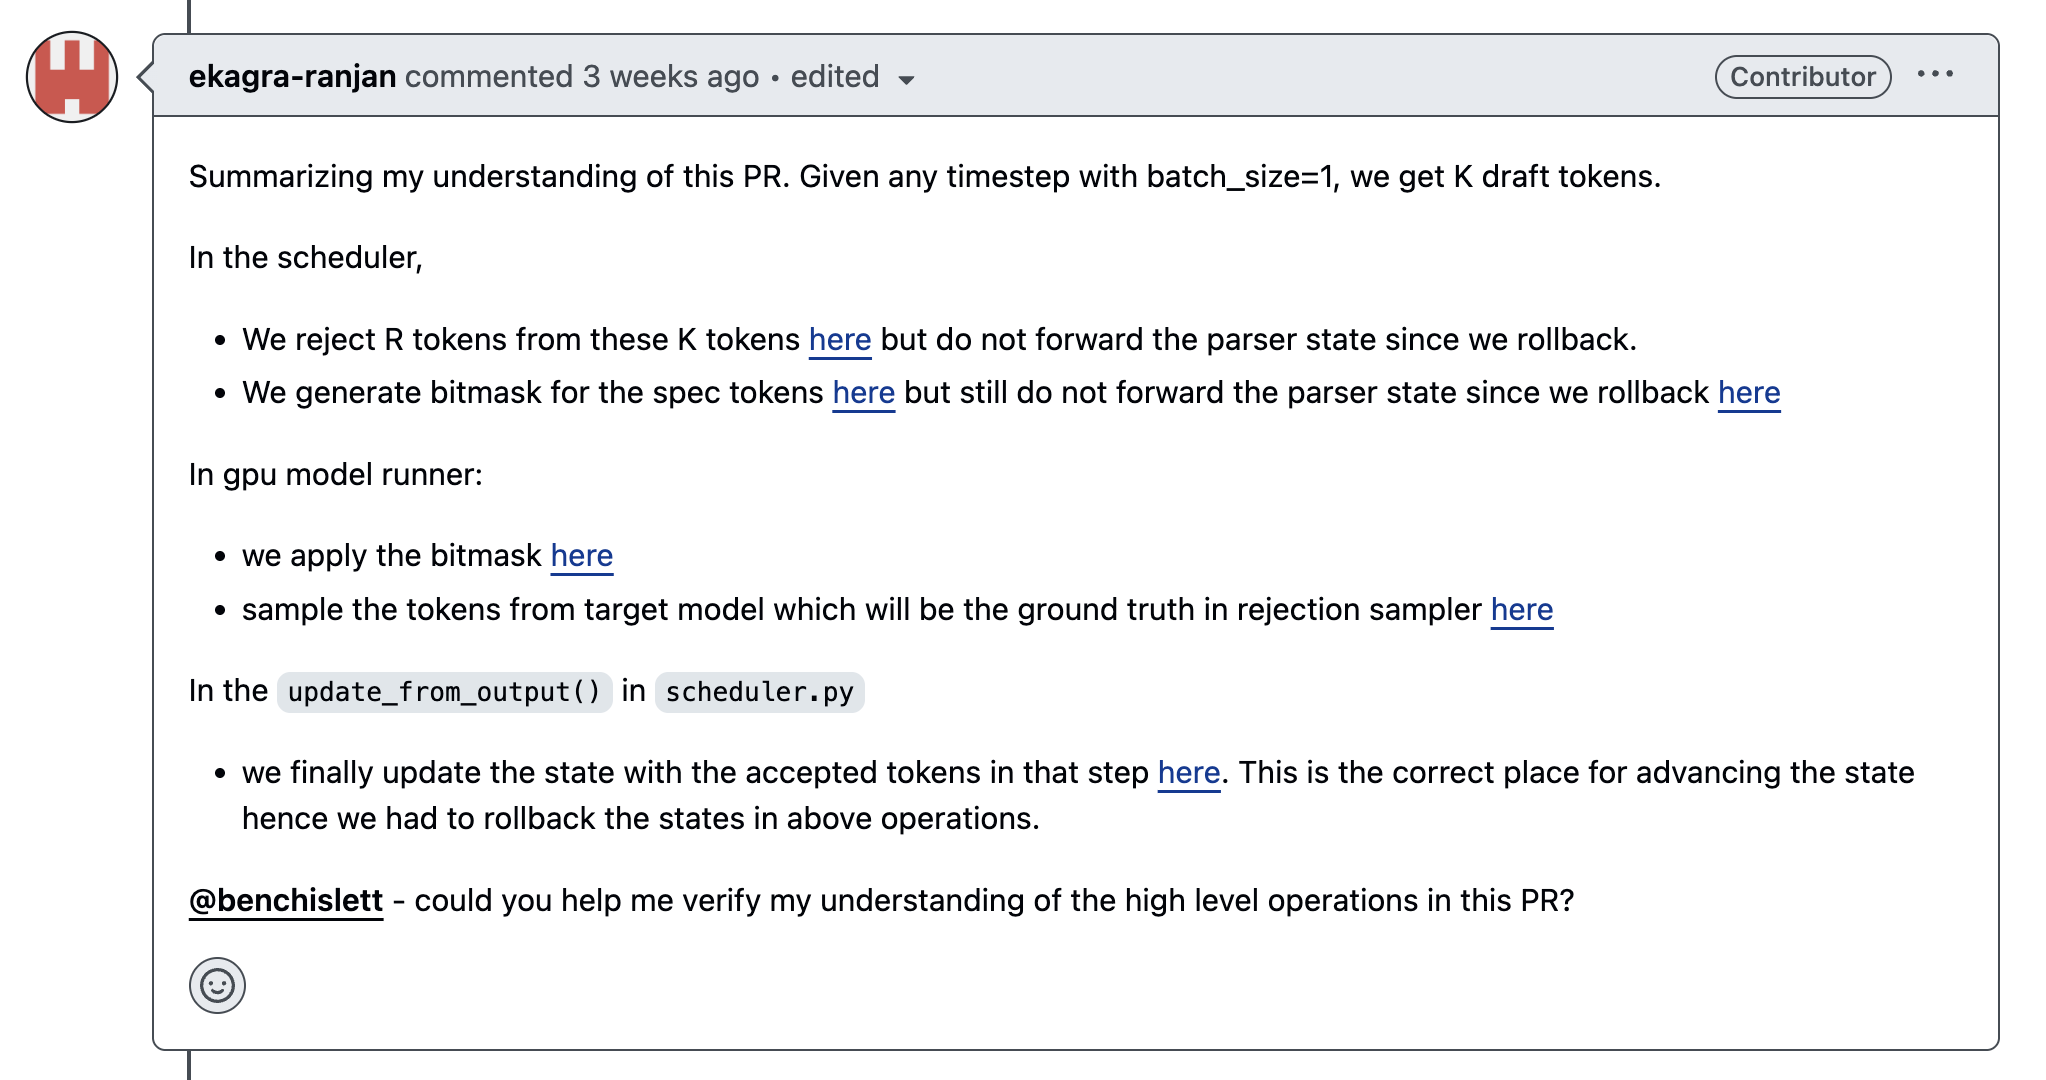 ekagra-ranjan commented 3 weeks ago • edited
Contributor
Summarizing my understanding of this PR. Given any timestep with batch_size=1, we get K draft tokens.
In the scheduler,
• We reject R tokens from these K tokens here but do not forward the parser state since we rollback.
• We generate bitmask for the spec tokens here but still do not forward the parser state since we rollback here
In gpu model runner:
• we apply the bitmask here
• sample the tokens from target model which will be the ground truth in rejection sampler here
In the update_from_output() in scheduler.py
• we finally update the state with the accepted tokens in that step here. This is the correct place for advancing the state
hence we had to rollback the states in above operations.
@benchislett - could you help me verify my understanding of the high level operations in this PR?